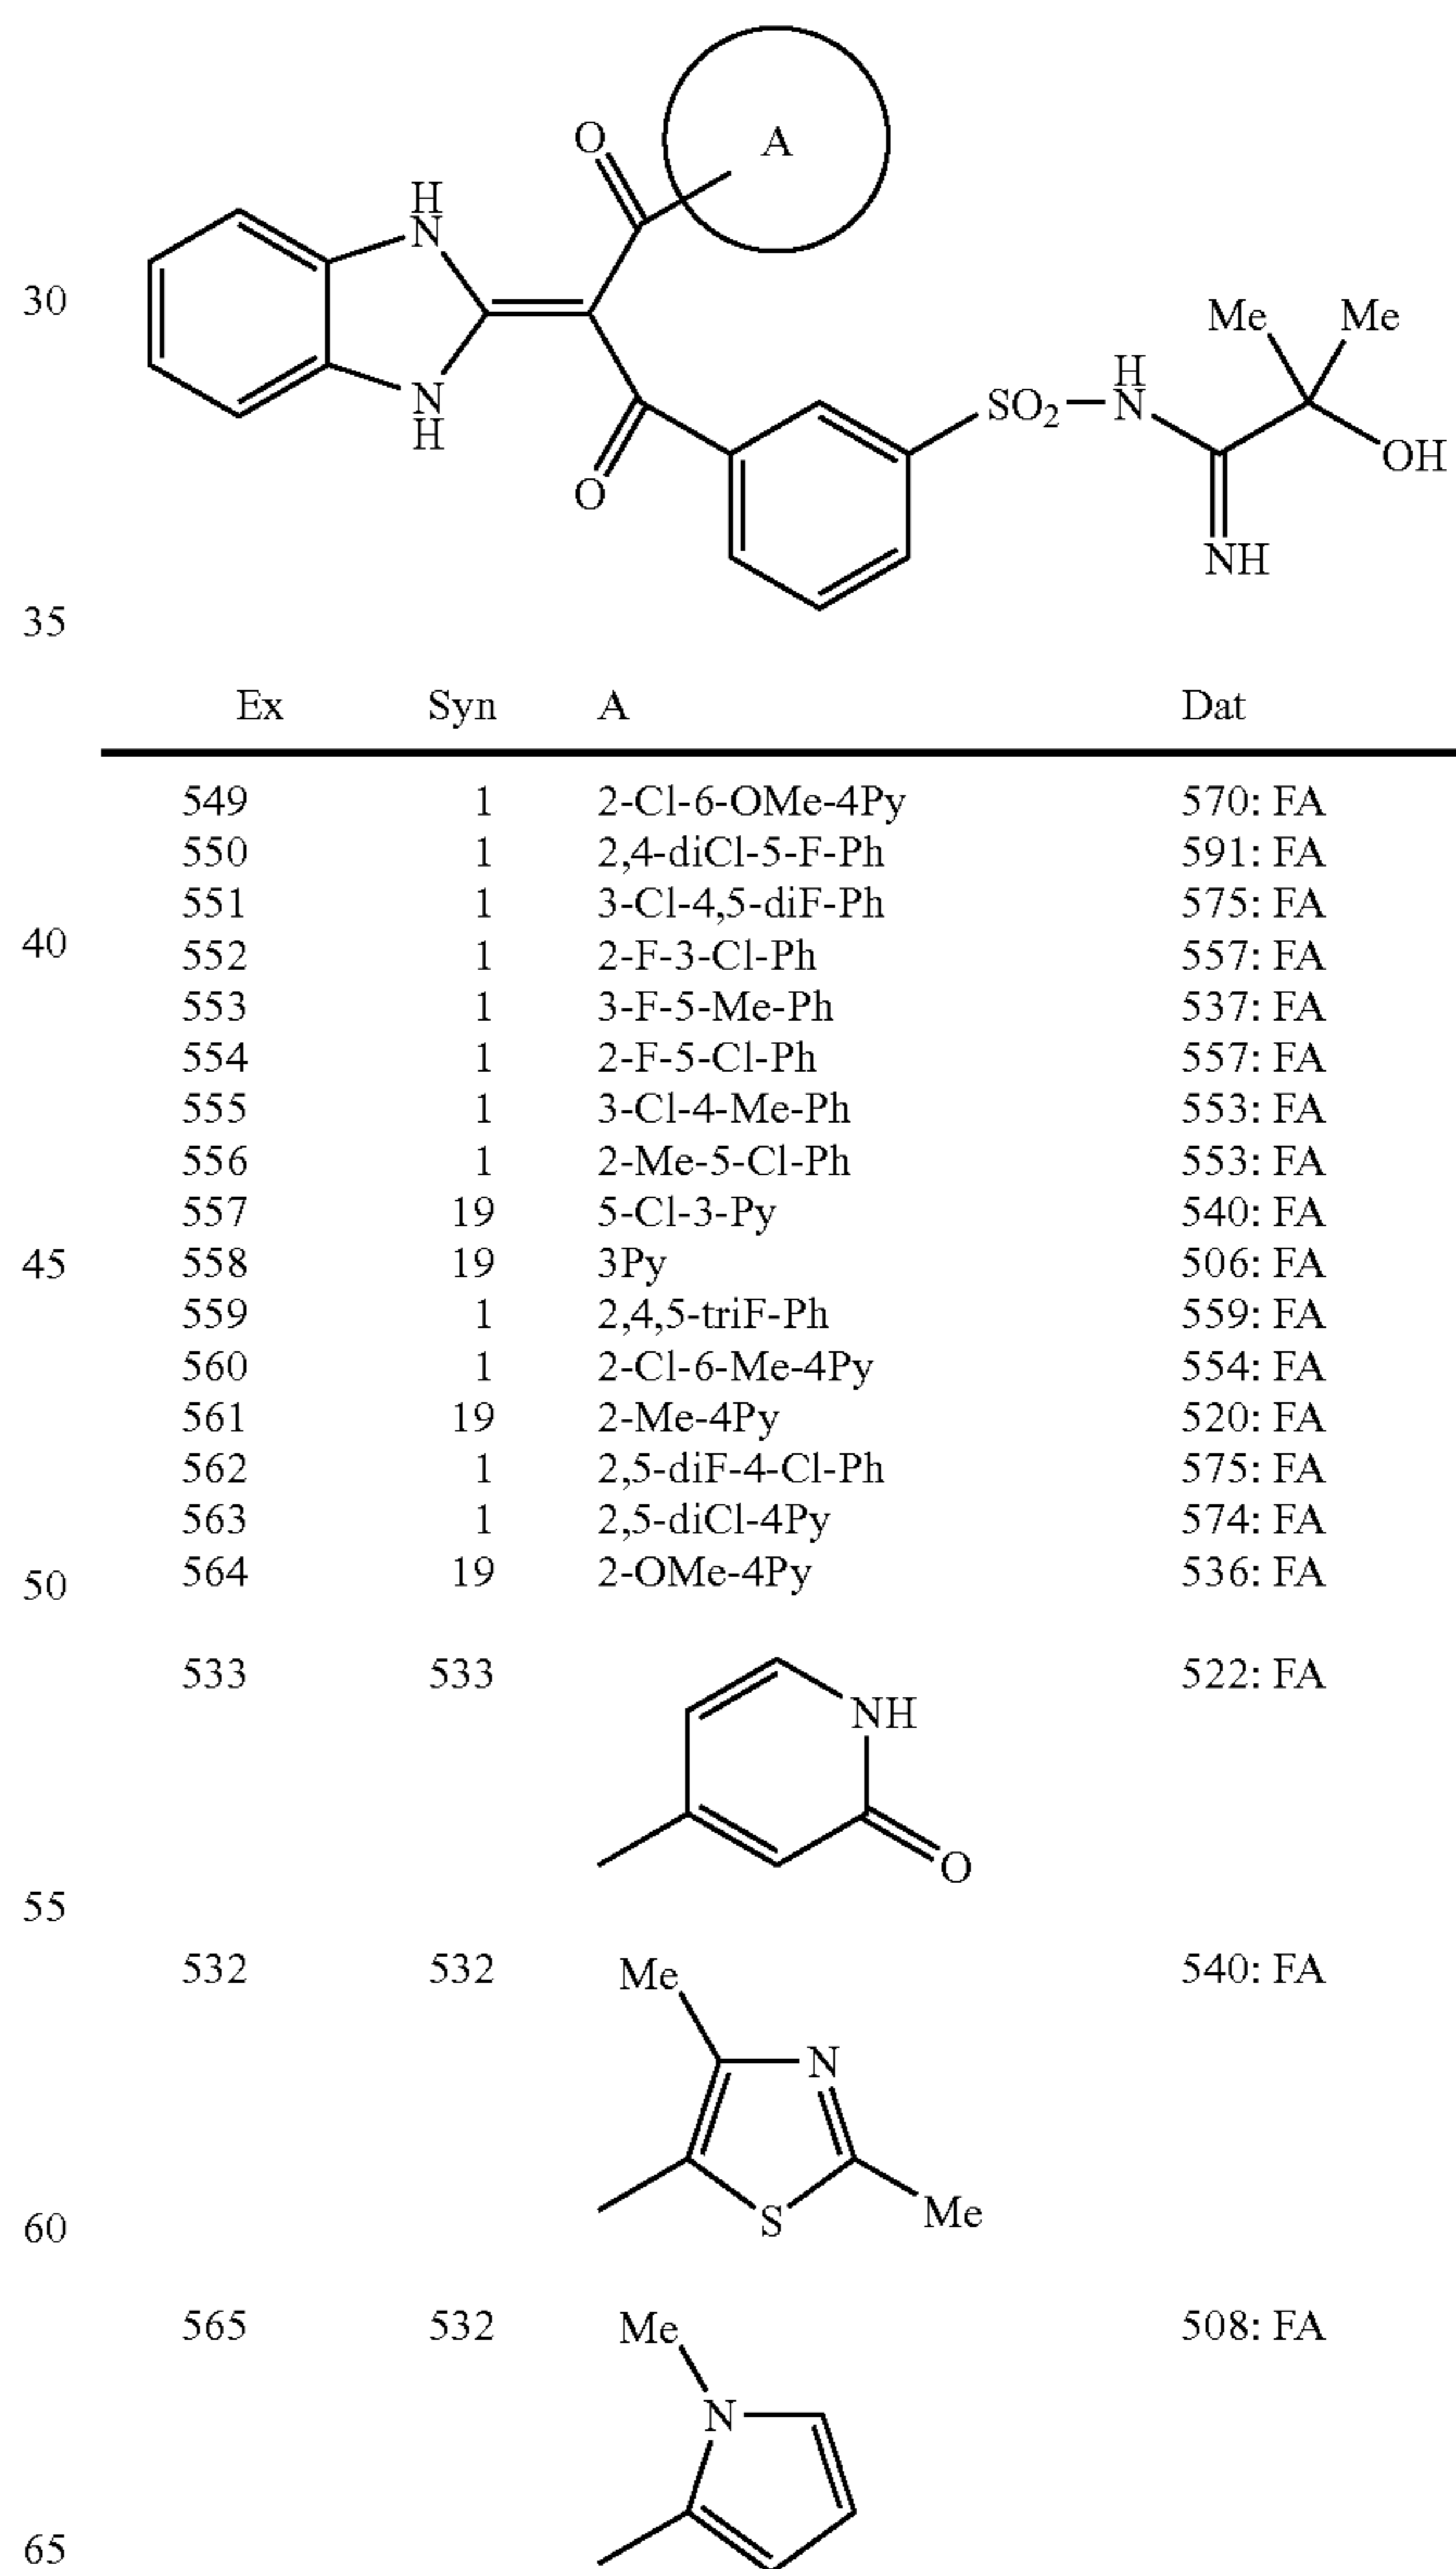 A
O
H
N
30
Me Me
N
H
H
N
SO2
OH
O
NH
35
Ex Syn A Dat
549 1 2-Cl-6-OMe-4Py 570: FA
550 1 2,4-diCl-5-F-Ph 591: FA
551 1 3-Cl-4,5-diF-Ph 575: FA
40
552 1 2-F-3-Cl-Ph 557: FA
553 1 3-F-5-Me-Ph 537: FA
554 1 2-F-5-Cl-Ph 557: FA
555 1 3-Cl-4-Me-Ph 553: FA
556 1 2-Me-5-Cl-Ph 553: FA
557 19 5-Cl-3-Py 540: FA
45
558 19 3Py 506: FA
559 1 2,4,5-triF-Ph 559: FA
560 1 2-Cl-6-Me-4Py 554: FA
561 19 2-Me-4Py 520: FA
562 1 2,5-diF-4-Cl-Ph 575: FA
563 1 2,5-diCl-4Py 574: FA
50
564 19 2-OMe-4Py 536: FA
533 533 522: FA
NH
O
55
532 532 Me 540: FA
N
S
Me
60
565 532 Me 508: FA
N
65